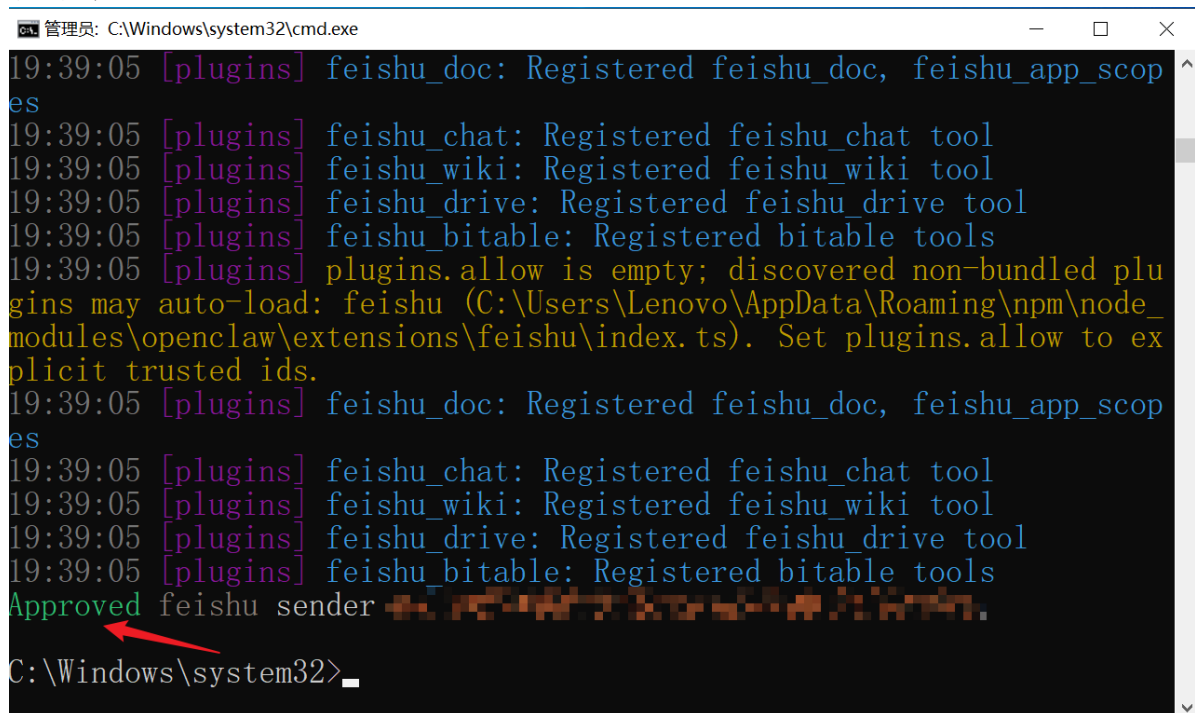 管理员: C:\Windows\system32\cmd.exe
19:39:05 [plugins] feishu_doc: Registered feishu_doc, feishu_app_scop
es
19:39:05 [plugins] feishu_chat: Registered feishu_chat tool
19:39:05 [plugins] feishu_wiki: Registered feishu_wiki tool
19:39:05 [plugins] feishu_drive: Registered feishu_drive tool
19:39:05 [plugins] feishu_bitable: Registered bitable tools
19:39:05 [plugins] plugins.allow is empty; discovered non-bundled plu
gins may auto-load: feishu (C:\Users\Lenovo\AppData\Roaming\npm\node_
modules\openclaw\extensions\feishu\index.ts). Set plugins.allow to ex
plicit trusted ids.
19:39:05 [plugins] feishu_doc: Registered feishu_doc, feishu_app_scop
es
19:39:05 [plugins] feishu_chat: Registered feishu_chat tool
19:39:05 [plugins] feishu_wiki: Registered feishu_wiki tool
19:39:05 [plugins] feishu_drive: Registered feishu_drive tool
19:39:05 [plugins] feishu_bitable: Registered bitable tools
Approved feishu sender
C:\Windows\system32>